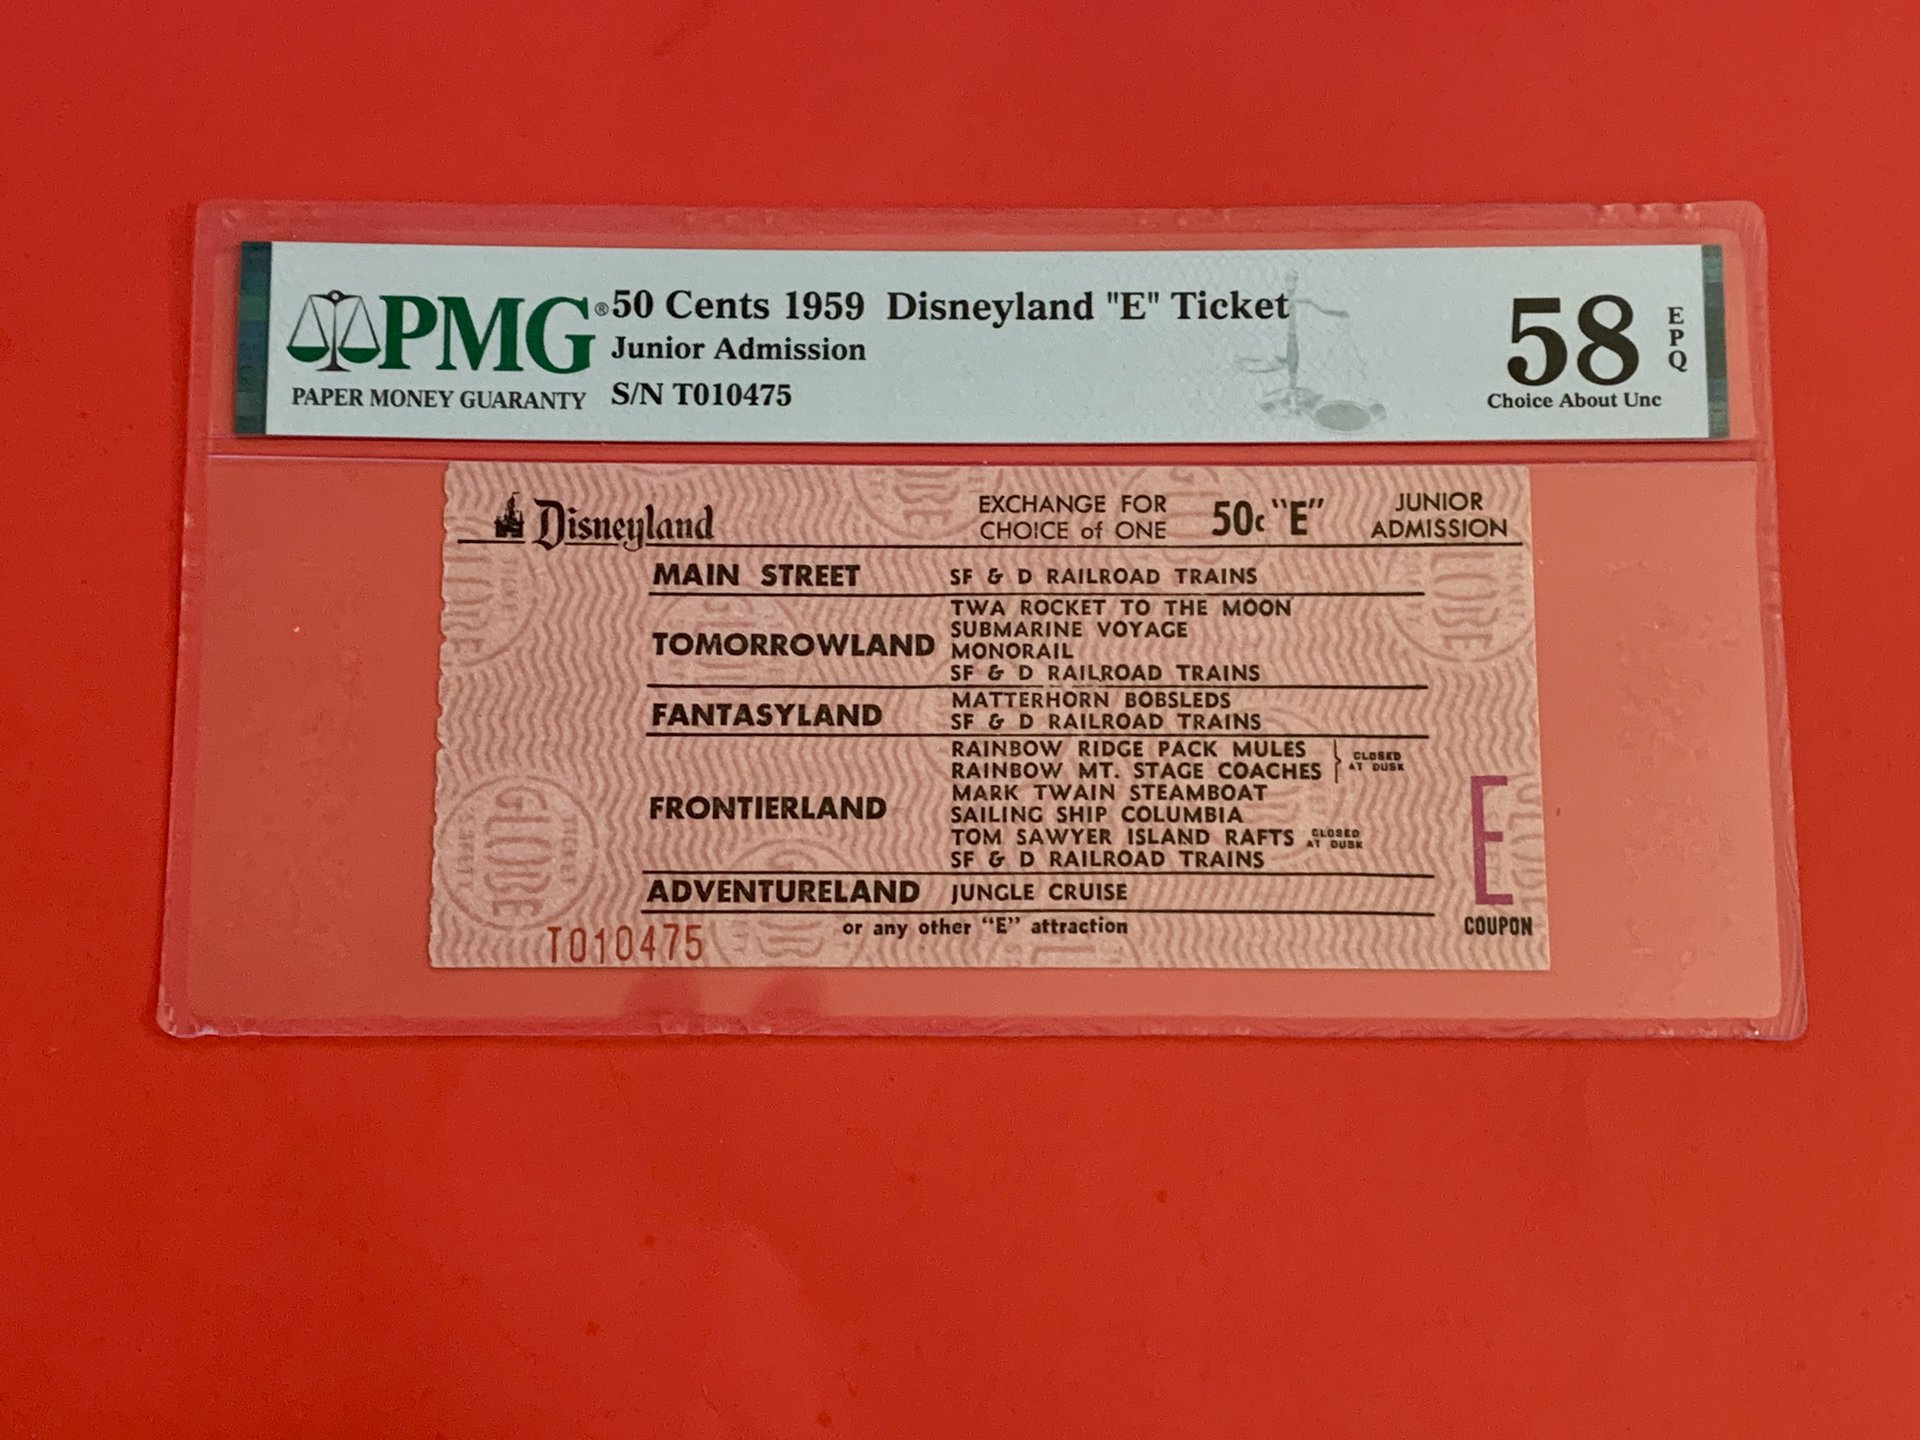 PMG® 50 Cents 1959 Disneyland "E" Ticket
Junior Admission
PAPER MONEY GUARANTY S/N T010475
58
EPQ
Choice About Unc
Disneyland
EXCHANGE FOR
CHOICE of ONE
50c "E"
JUNIOR
ADMISSION
MAIN STREET
SF & D RAILROAD TRAINS
TOMORROWLAND
TWA ROCKET TO THE MOON
SUBMARINE VOYAGE
MONORAIL
SF & D RAILROAD TRAINS
FANTASYLAND
MATTERHORN BOBSLEDS
SF & D RAILROAD TRAINS
FRONTIERLAND
RAINBOW RIDGE PACK MULES
RAINBOW MT. STAGE COACHES
CLOSED
AT DUSK
MARK TWAIN STEAMBOAT
SAILING SHIP COLUMBIA
TOM SAWYER ISLAND RAFTS
CLOSED
AT DUSK
SF & D RAILROAD TRAINS
ADVENTURELAND
JUNGLE CRUISE
or any other "E" attraction
E
COUPON
T010475
GLOBE
TICKET